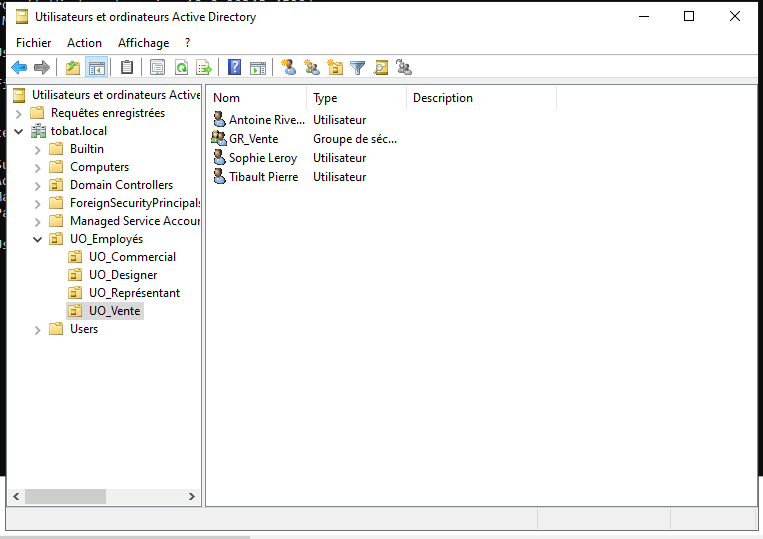 Utilisateurs et ordinateurs Active Directory
Fichier Action Affichage ?
Utilisateurs et ordinateurs Active
Requêtes enregistrées
tobat.local
Builtin
Computers
Domain Controllers
ForeignSecurityPrincipals
Managed Service Accour
UO_Employés
UO_Commercial
UO_Designer
UO_Représentant
UO_Vente
Users
Nom Type Description
Antoine Rive... Utilisateur
GR_Vente Groupe de séc...
Sophie Leroy Utilisateur
Tibault Pierre Utilisateur